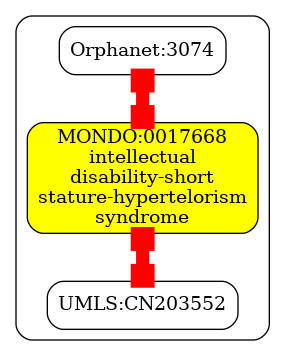 Orphanet:3074
MONDO:0017668
intellectual
disability-short
stature-hypertelorism
syndrome
UMLS:CN203552